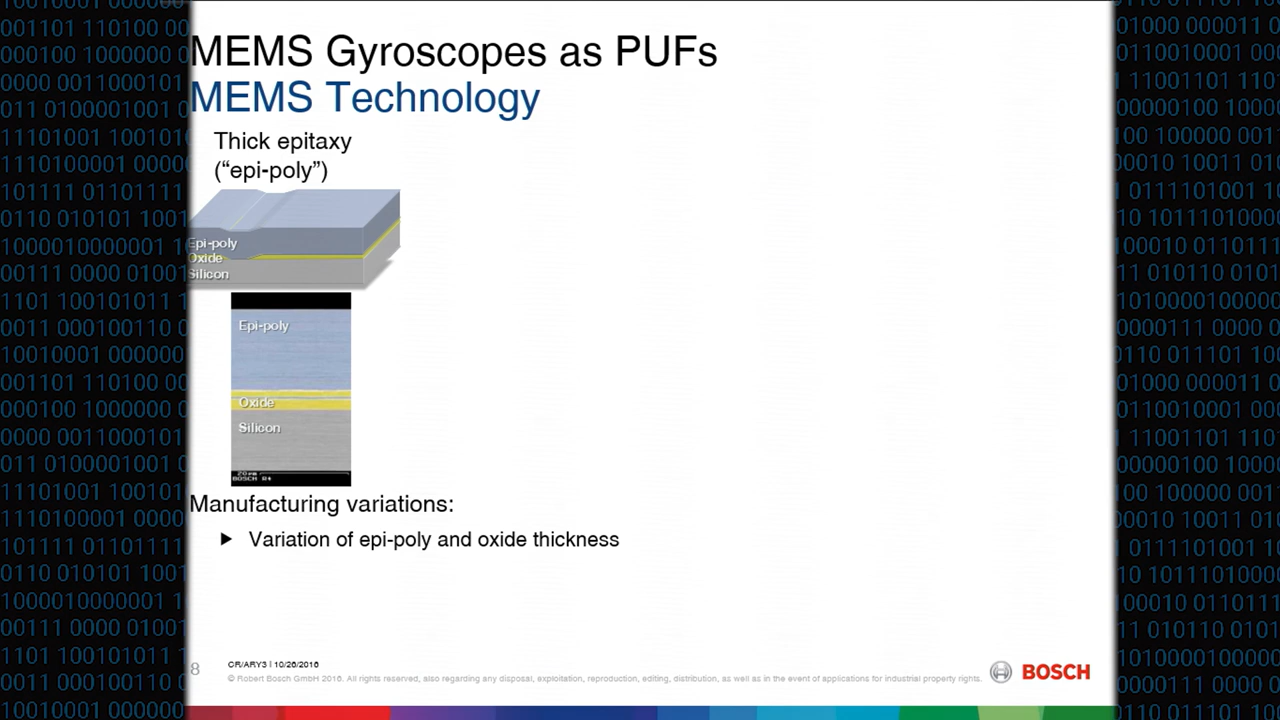 MEMS Gyroscopes as PUFs
MEMS Technology
Thick epitaxy
(“epi-poly”)
Epi-poly
Oxide
Silicon
Epi-poly
Oxide
Silicon
20
BOSCH
Manufacturing variations:
Variation of epi-poly and oxide thickness
8
CR/ARY3 | 10/26/2016
© Robert Bosch GmbH 2016. All rights reserved, also regarding any disposal, exploitation, reproduction, editing, distribution, as well as in the event of applications for industrial property rights.
BOSCH